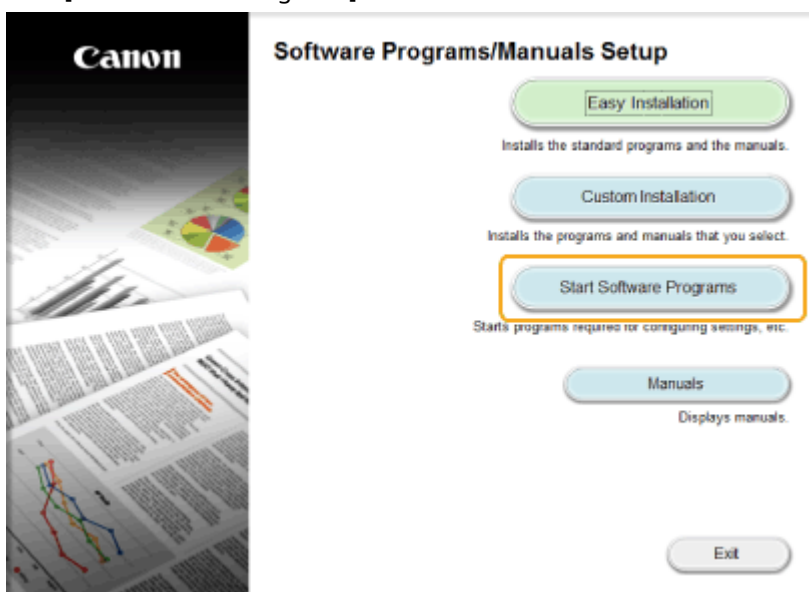 Canon
Software Programs/Manuals Setup
Easy Installation
Installs the standard programs and the manuals.
Custom Installation
Installs the programs and manuals that you select.
Start Software Programs
Starts programs required for configuring settings, etc.
Manuals
Displays manuals.
Exit